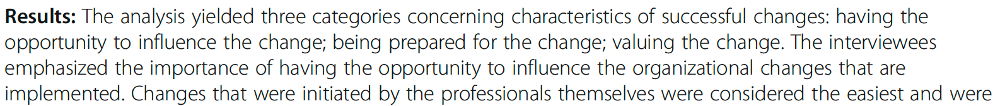 Results: The analysis yielded three categories concerning characteristics of successful changes: having the
opportunity to influence the change; being prepared for the change; valuing the change. The interviewees
emphasized the importance of having the opportunity to influence the organizational changes that are
implemented. Changes that were initiated by the professionals themselves were considered the easiest and were